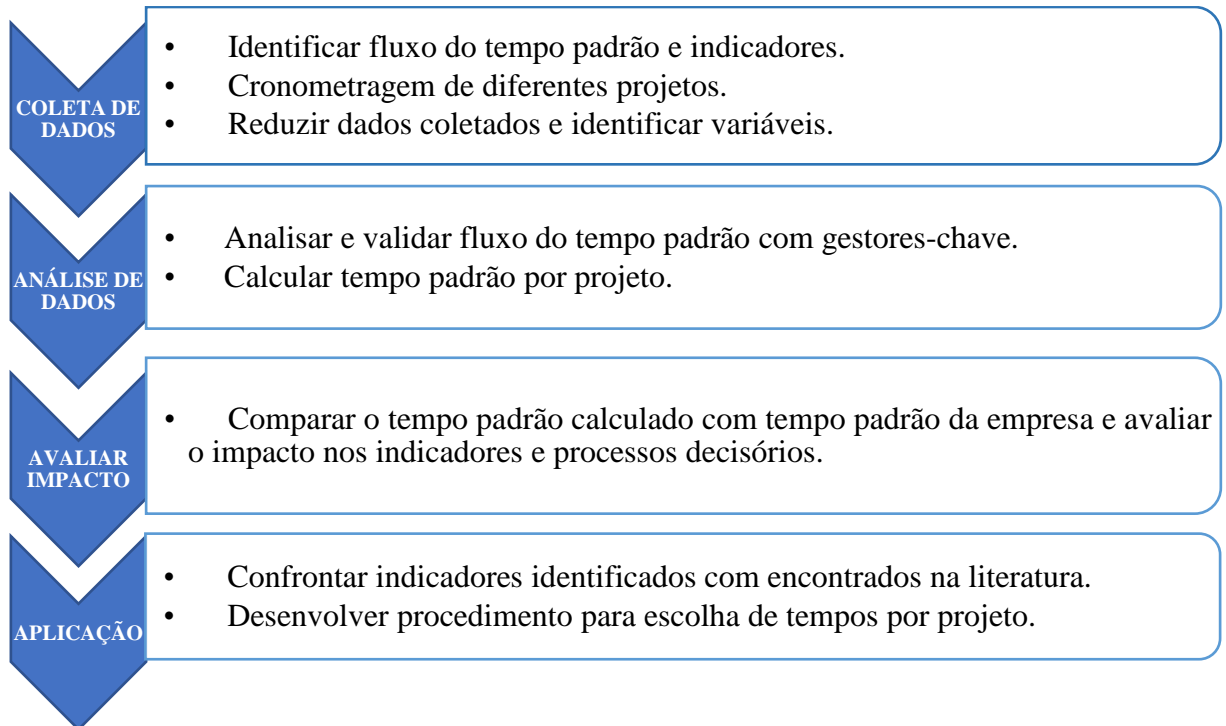 COLETA DE
DADOS
• Identificar fluxo do tempo padrão e indicadores.
• Cronometragem de diferentes projetos.
• Reduzir dados coletados e identificar variáveis.
ANÁLISE DE
DADOS
• Analisar e validar fluxo do tempo padrão com gestores-chave.
• Calcular tempo padrão por projeto.
AVALIAR
IMPACTO
• Comparar o tempo padrão calculado com tempo padrão da empresa e avaliar
o impacto nos indicadores e processos decisórios.
APLICAÇÃO
• Confrontar indicadores identificados com encontrados na literatura.
• Desenvolver procedimento para escolha de tempos por projeto.